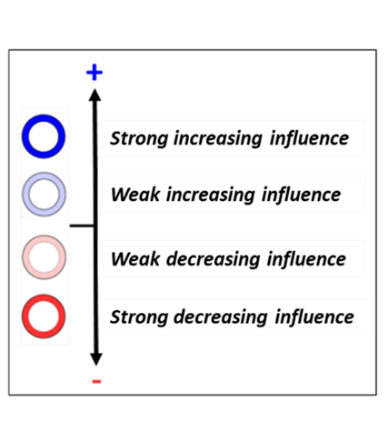 +
Strong increasing influence
Weak increasing influence
Weak decreasing influence
Strong decreasing influence
-